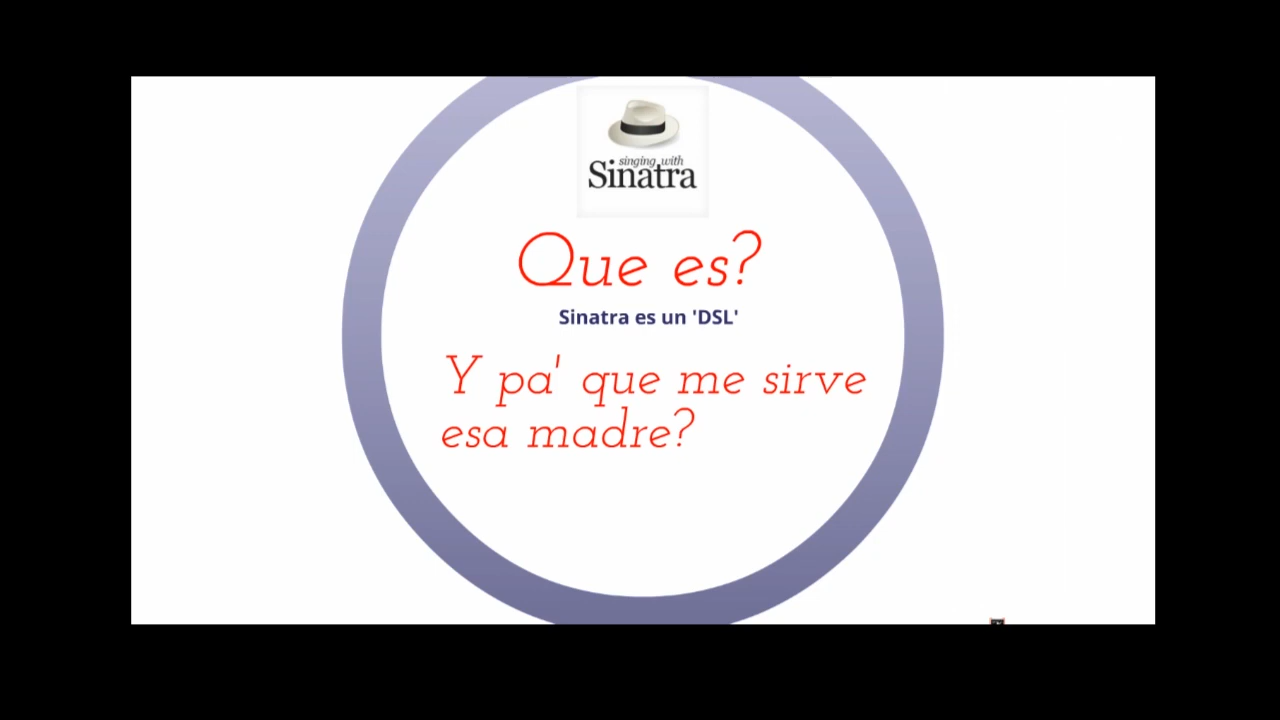 singing with
Sinatra
Que es?
Sinatra es un 'DSL'
Y pa' que me sirve
esa madre?